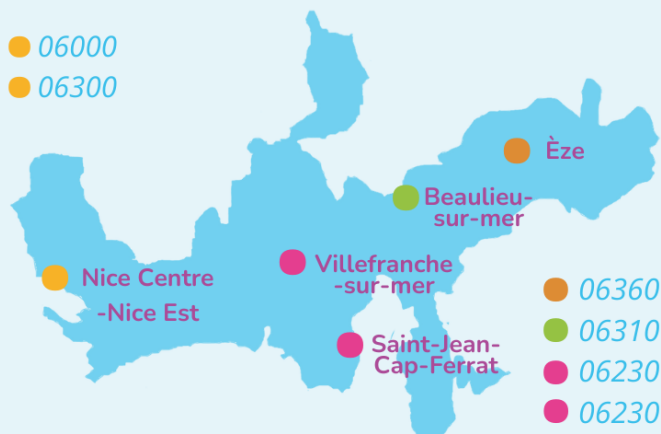 06000
06300
Èze
Beaulieu-
sur-mer
Villefranche
-sur-mer
Nice Centre
-Nice Est
Saint-Jean-
Cap-Ferrat
06360
06310
06230
06230